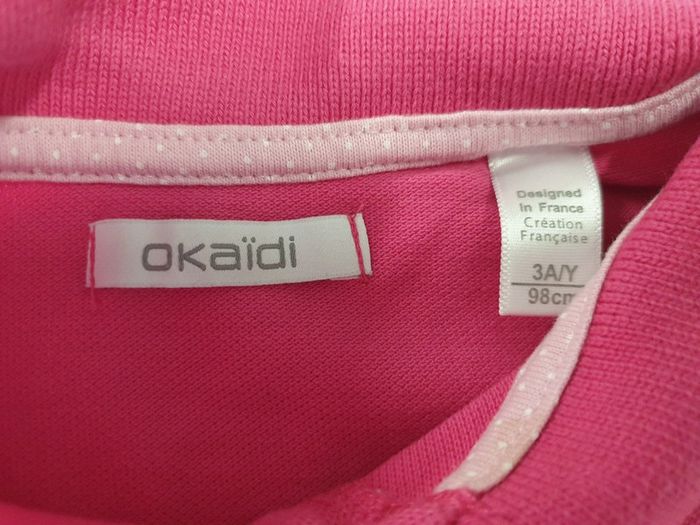 okaïdi
Designed
In France
Création
Française
3A/Y
98cm